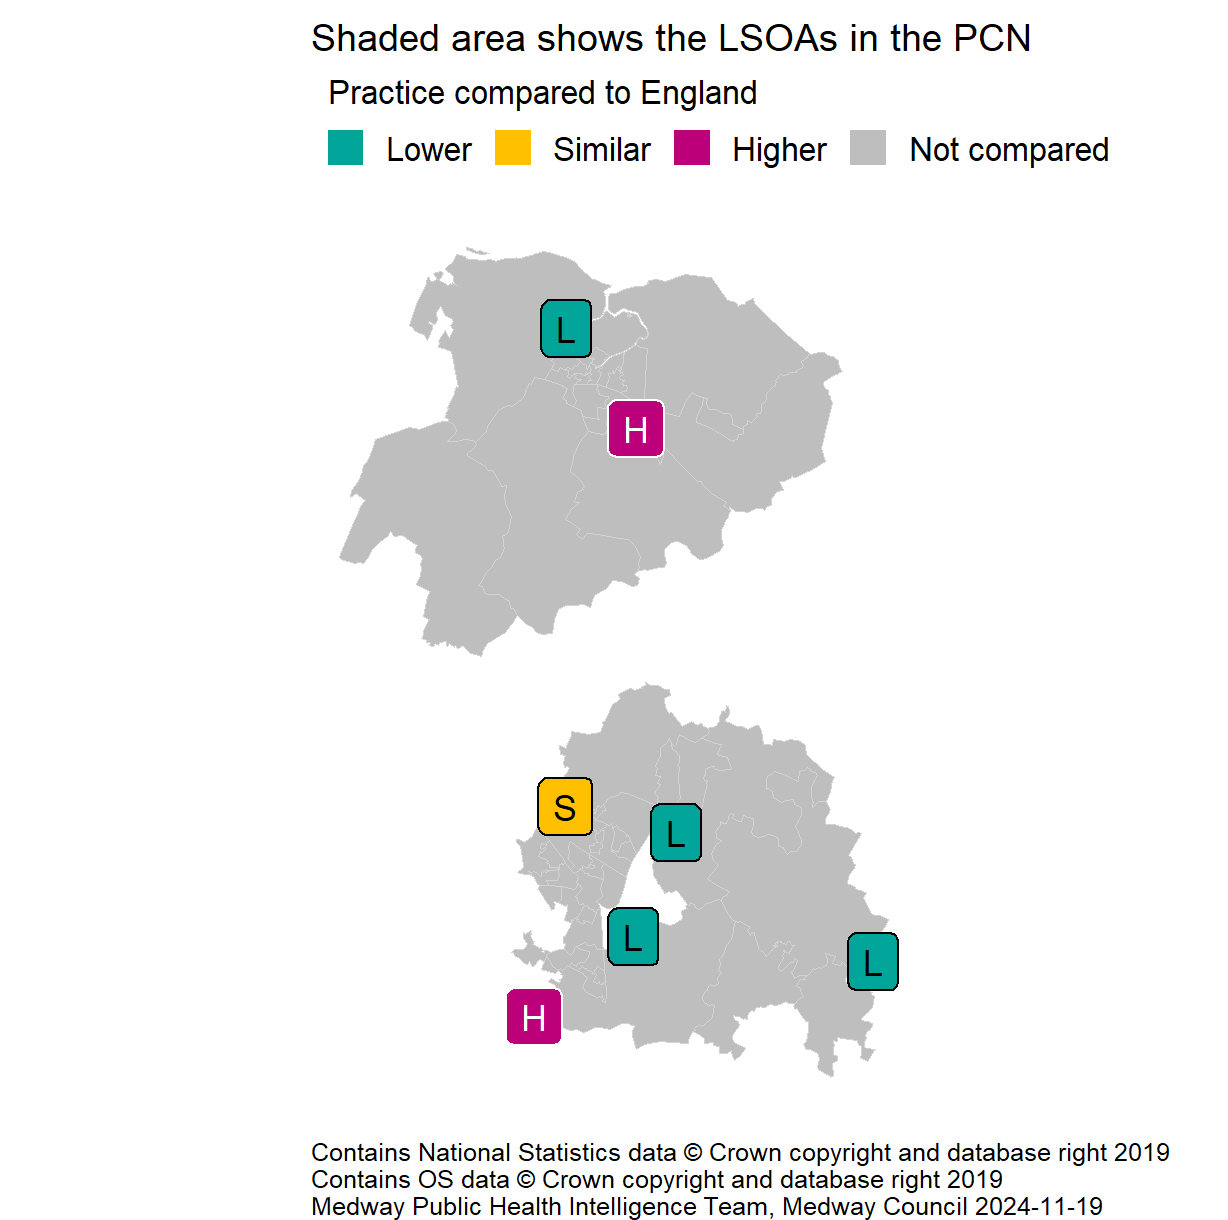 Shaded area shows the LSOAs in the PCN
Practice compared to England
Lower Similar Higher Not compared
L
H
S
L
L
L
H
Contains National Statistics data © Crown copyright and database right 2019
Contains OS data © Crown copyright and database right 2019
Medway Public Health Intelligence Team, Medway Council 2024-11-19